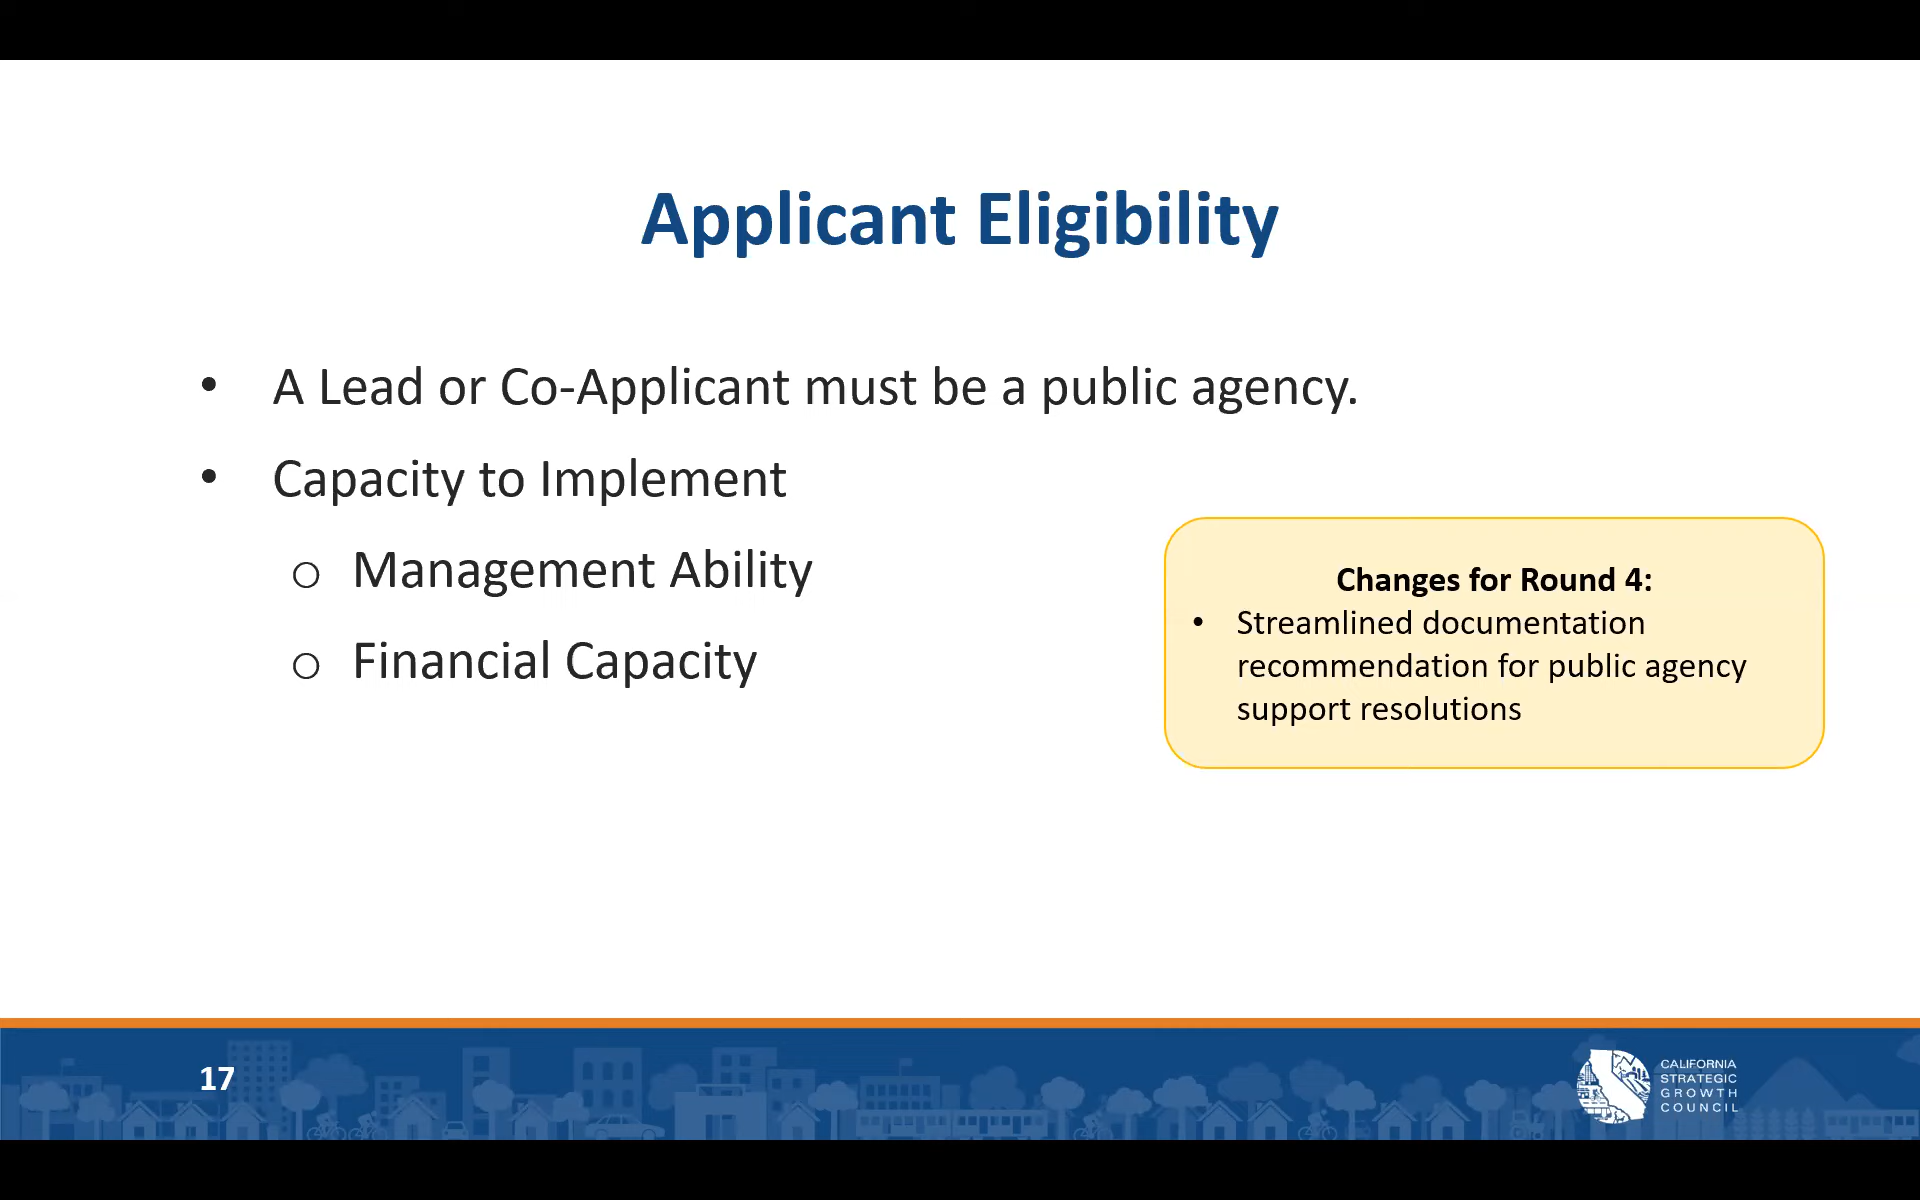 Applicant Eligibility
• A Lead or Co-Applicant must be a public agency.
• Capacity to Implement
o Management Ability
o Financial Capacity
Changes for Round 4:
• Streamlined documentation
recommendation for public agency
support resolutions
17
CALIFORNIA
STRATEGIC
GROWTH
COUNCIL